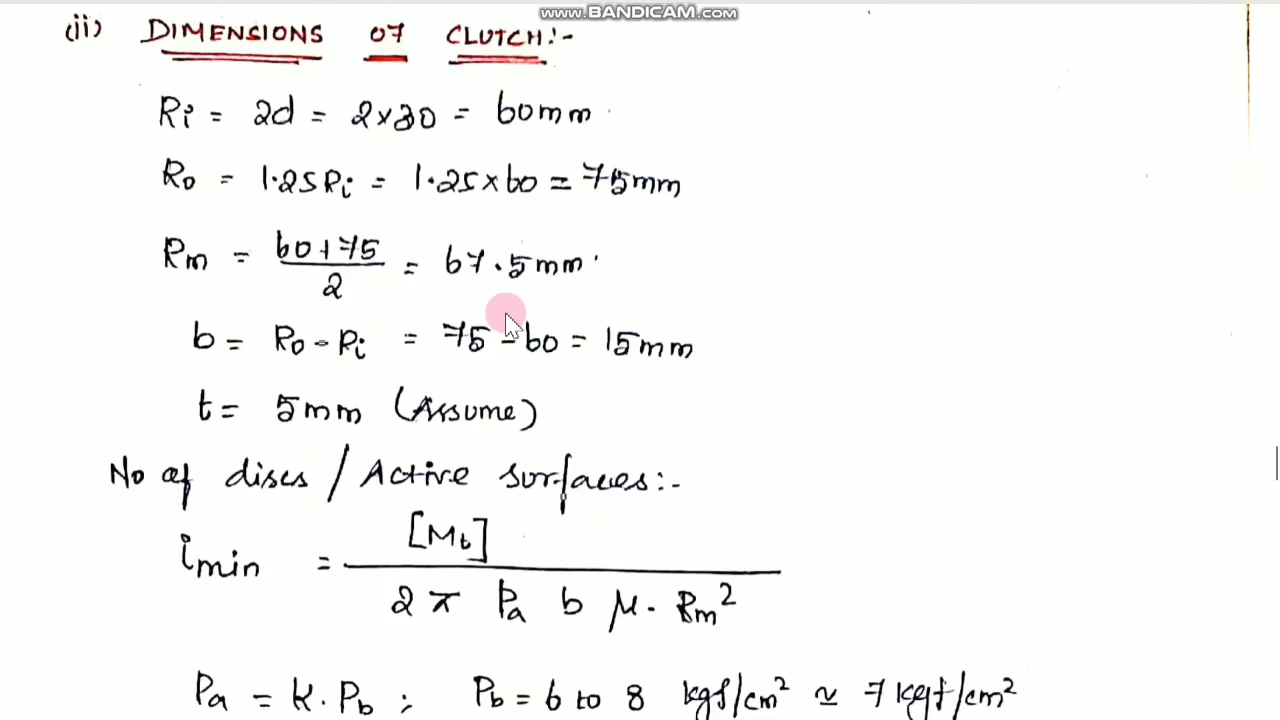 www.BANDICAM.com
(ii) DIMENSIONS OF CLUTCH:-
Ri = 2d = 2×30 = 60mm
Ro = 1.25Ri = 1.25×60 = 75mm
Rm = (60+75)/2 = 67.5mm
b = Ro-Ri = 75-60 = 15mm
t = 5mm (Assume)
No of discs / Active surfaces:-
imin = [Mt] / 2π Pa b μ. Rm²
Pa = K.Pb ; Pb = 6 to 8 kgf/cm² ≃ 7 kgf/cm²